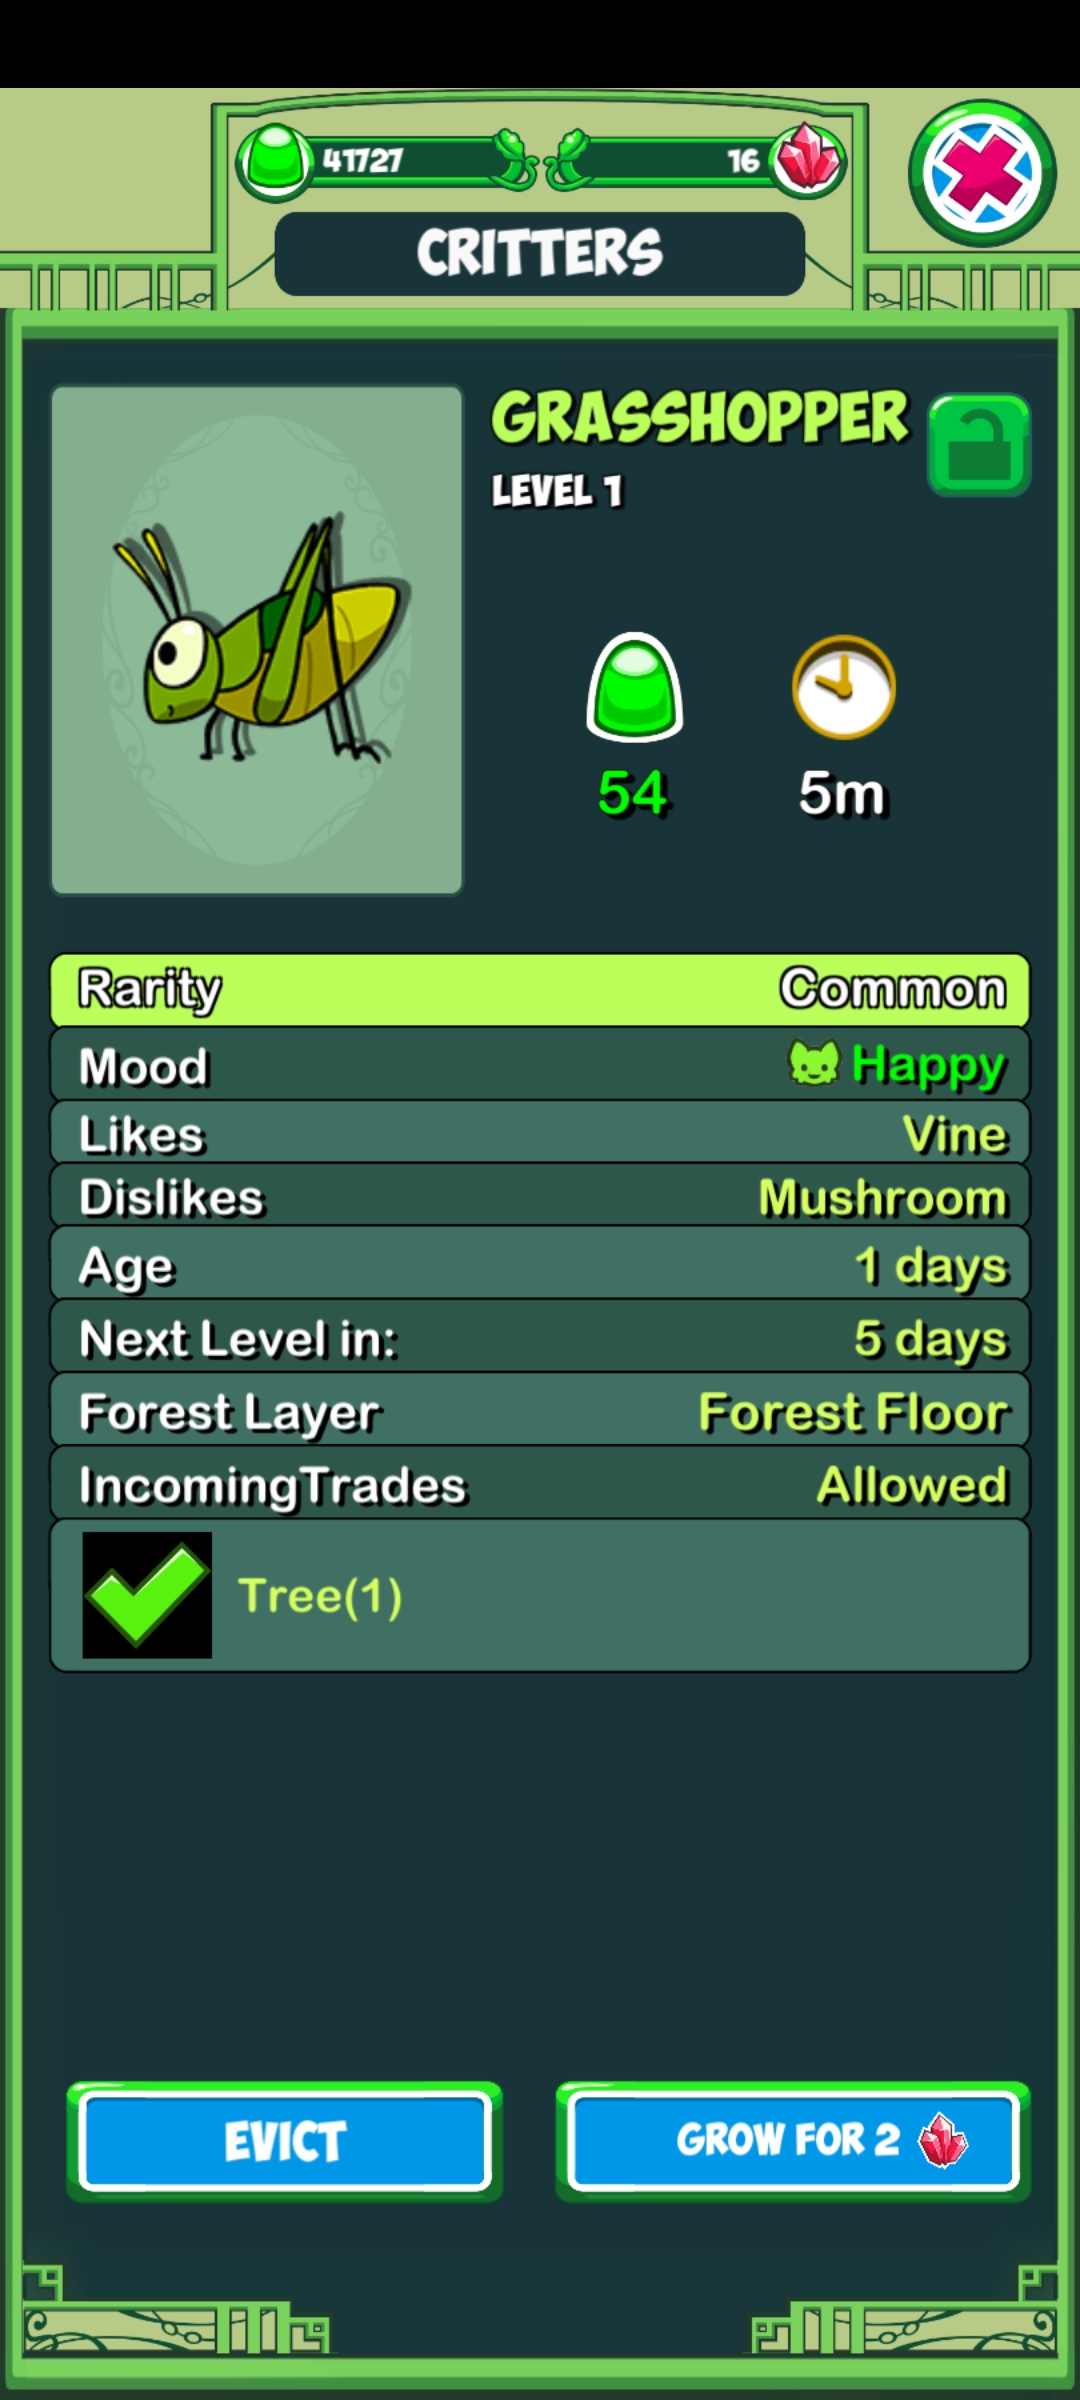 41727
16
CRITTERS
GRASSHOPPER
LEVEL 1
54
5m
Rarity Common
Mood Happy
Likes Vine
Dislikes Mushroom
Age 1 days
Next Level in: 5 days
Forest Layer Forest Floor
IncomingTrades Allowed
Tree(1)
EVICT
GROW FOR 2